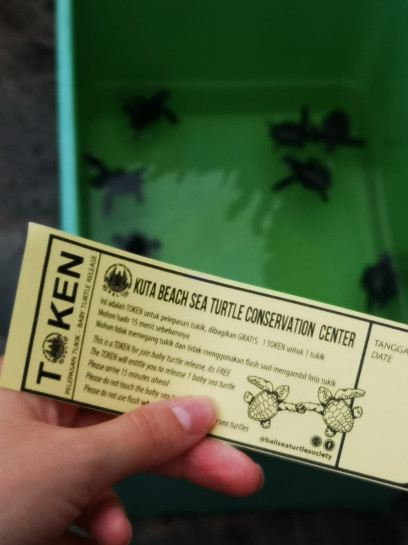 TOKEN
PELEPASAN TUKIK - BABY TURTLE RELEASE
KUTA BEACH SEA TURTLE CONSERVATION CENTER
Ini adalah TOKEN untuk pelepasan tukik, dibagikan GRATIS, 1 TOKEN untuk 1 tukik
Mohon hadir 15 menit sebelumnya
Mohon tidak memegang tukik dan tidak menggunakan flash saat mengambil foto tukik
This is a TOKEN for join baby turtle release, its FREE
The TOKEN will entitle you to release 1 baby sea turtle
Please arrive 15 minutes ahead
Please do not touch the baby sea
Please do not use flash
sea turtles
@baliseaturtlesociety
TANGGA
DATE